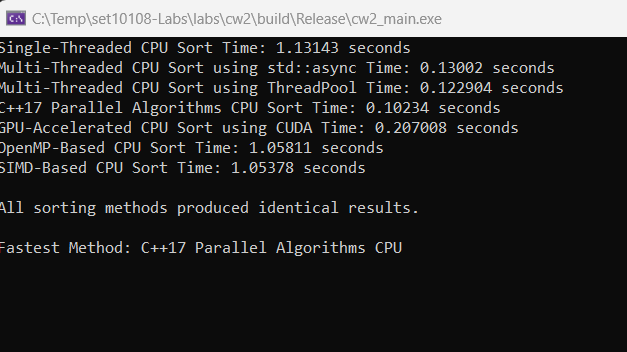 C:\Temp\set10108-Labs\labs\cw2\build\Release\cw2_main.exe
Single-Threaded CPU Sort Time: 1.13143 seconds
Multi-Threaded CPU Sort using std::async Time: 0.13002 seconds
Multi-Threaded CPU Sort using ThreadPool Time: 0.122904 seconds
C++17 Parallel Algorithms CPU Sort Time: 0.10234 seconds
GPU-Accelerated CPU Sort using CUDA Time: 0.207008 seconds
OpenMP-Based CPU Sort Time: 1.05811 seconds
SIMD-Based CPU Sort Time: 1.05378 seconds
All sorting methods produced identical results.
Fastest Method: C++17 Parallel Algorithms CPU